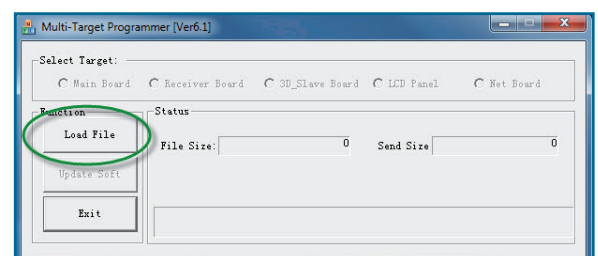 Multi-Target Programmer [Ver6.1]
Select Target:
Main Board Receiver Board 3D_Slave Board LCD Panel Net Board
Function Status
Load File
File Size: 0 Send Size 0
Update Soft
Exit